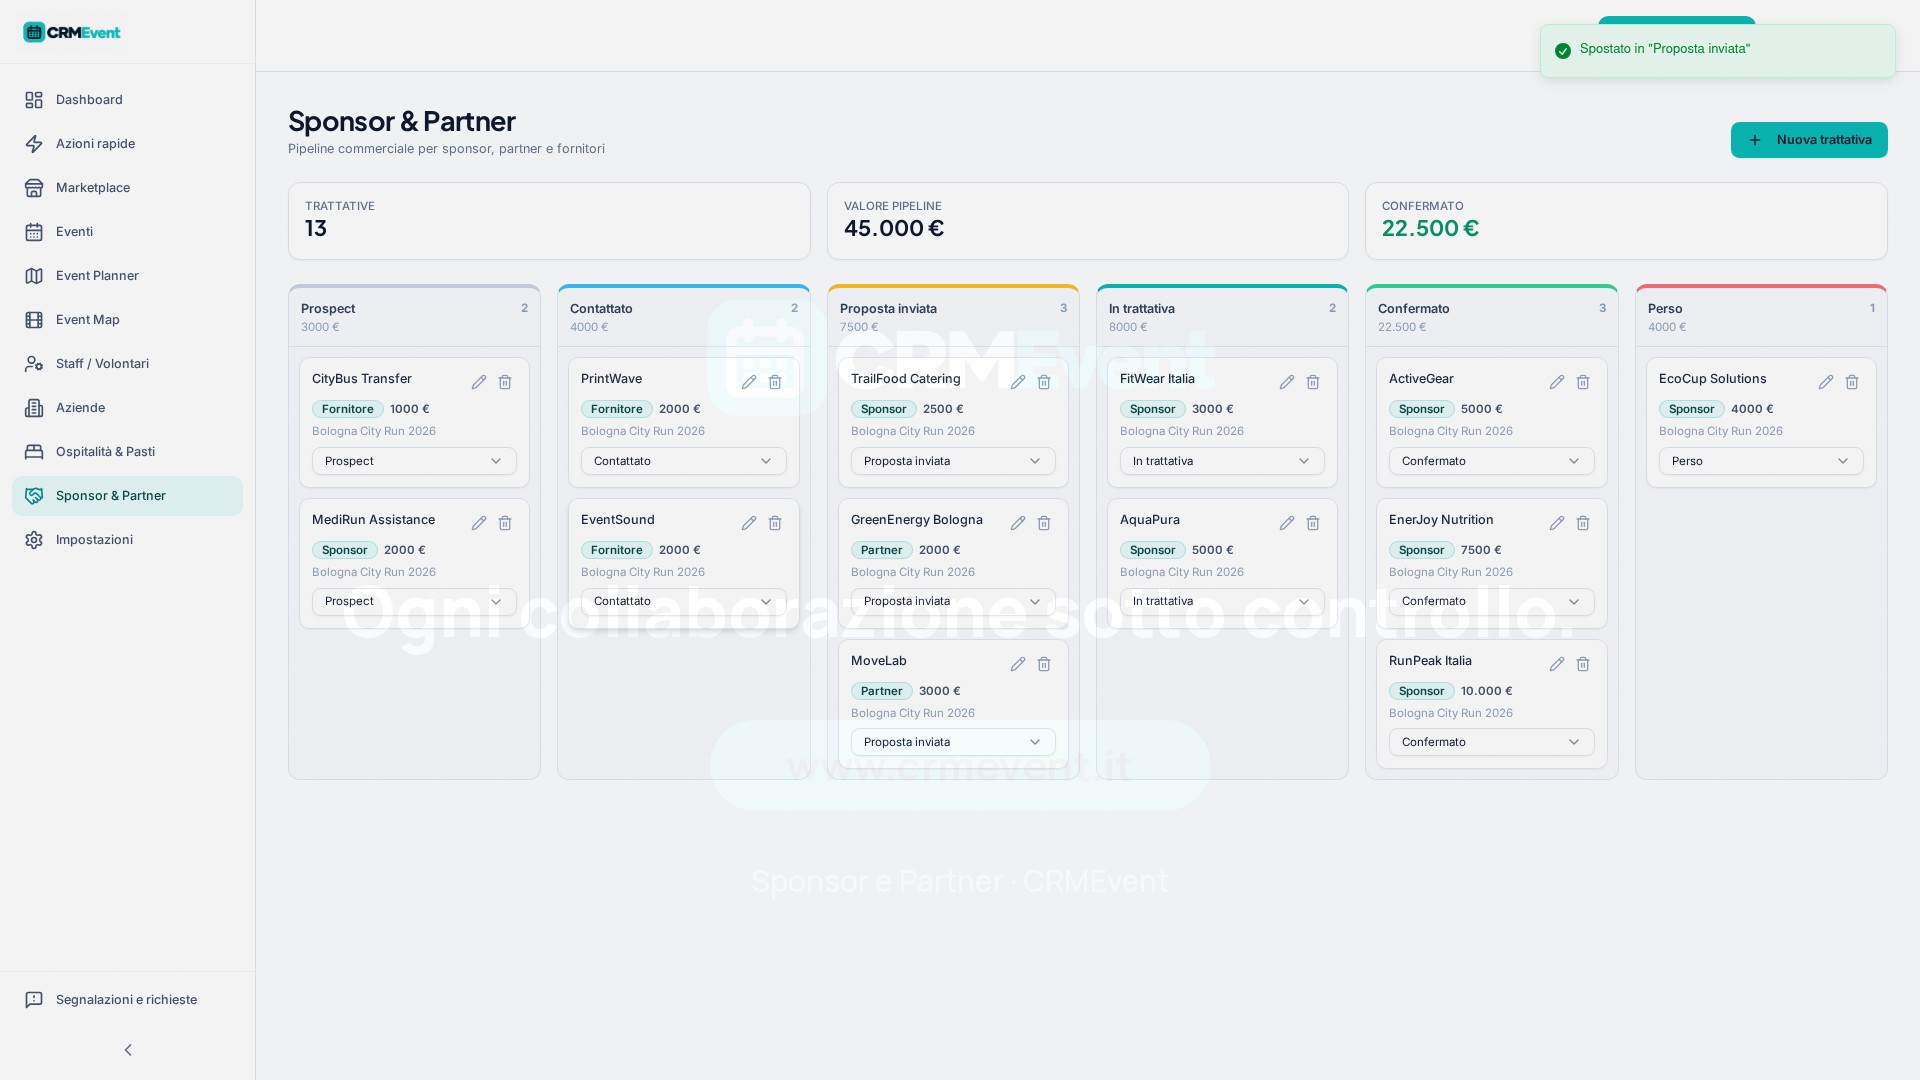 CRMEvent
Spostato in "Proposta inviata"
Dashboard
Azioni rapide
Marketplace
Eventi
Event Planner
Event Map
Staff / Volontari
Aziende
Ospitalità & Pasti
Sponsor & Partner
Impostazioni
Segnalazioni e richieste
Sponsor & Partner
Pipeline commerciale per sponsor, partner e fornitori
Nuova trattativa
TRATTATIVE
13
VALORE PIPELINE
45.000 €
CONFERMATO
22.500 €
Prospect 2
3000 €
CityBus Transfer
Fornitore 1000 €
Bologna City Run 2026
Prospect
MediRun Assistance
Sponsor 2000 €
Bologna City Run 2026
Prospect
Contattato 2
4000 €
PrintWave
Fornitore 2000 €
Bologna City Run 2026
Contattato
EventSound
Fornitore 2000 €
Bologna City Run 2026
Contattato
Proposta inviata 3
7500 €
TrailFood Catering
Sponsor 2500 €
Bologna City Run 2026
Proposta inviata
GreenEnergy Bologna
Partner 2000 €
Bologna City Run 2026
Proposta inviata
MoveLab
Partner 3000 €
Bologna City Run 2026
Proposta inviata
In trattativa 2
8000 €
FitWear Italia
Sponsor 3000 €
Bologna City Run 2026
In trattativa
AquaPura
Sponsor 5000 €
Bologna City Run 2026
In trattativa
Confermato 3
22.500 €
ActiveGear
Sponsor 5000 €
Bologna City Run 2026
Confermato
EnerJoy Nutrition
Sponsor 7500 €
Bologna City Run 2026
Confermato
RunPeak Italia
Sponsor 10.000 €
Bologna City Run 2026
Confermato
Perso 1
4000 €
EcoCup Solutions
Sponsor 4000 €
Bologna City Run 2026
Perso
CRMEvent
Ogni collaborazione sotto controllo.
www.crmevent.it
Sponsor e Partner · CRMEvent